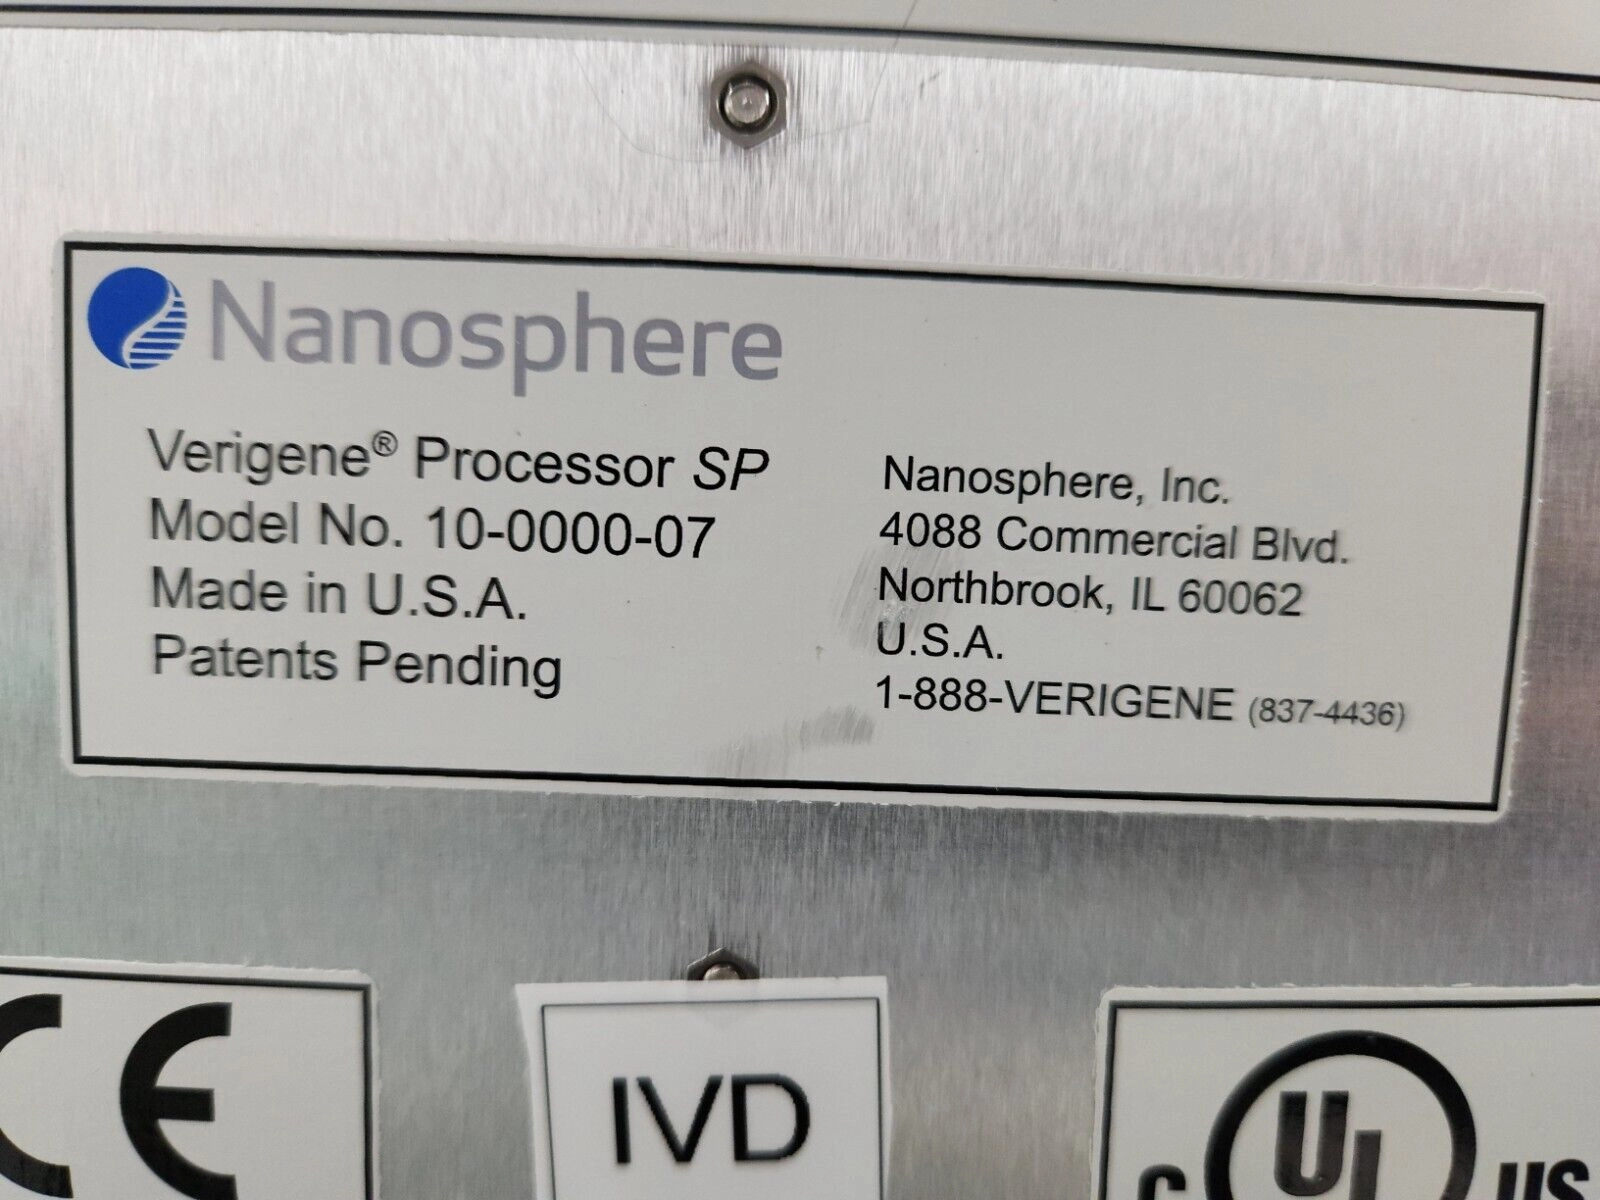 Nanosphere
Verigene® Processor SP
Model No. 10-0000-07
Made in U.S.A.
Patents Pending
Nanosphere, Inc.
4088 Commercial Blvd.
Northbrook, IL 60062
U.S.A.
1-888-VERIGENE (837-4436)
CE
IVD
C UL US